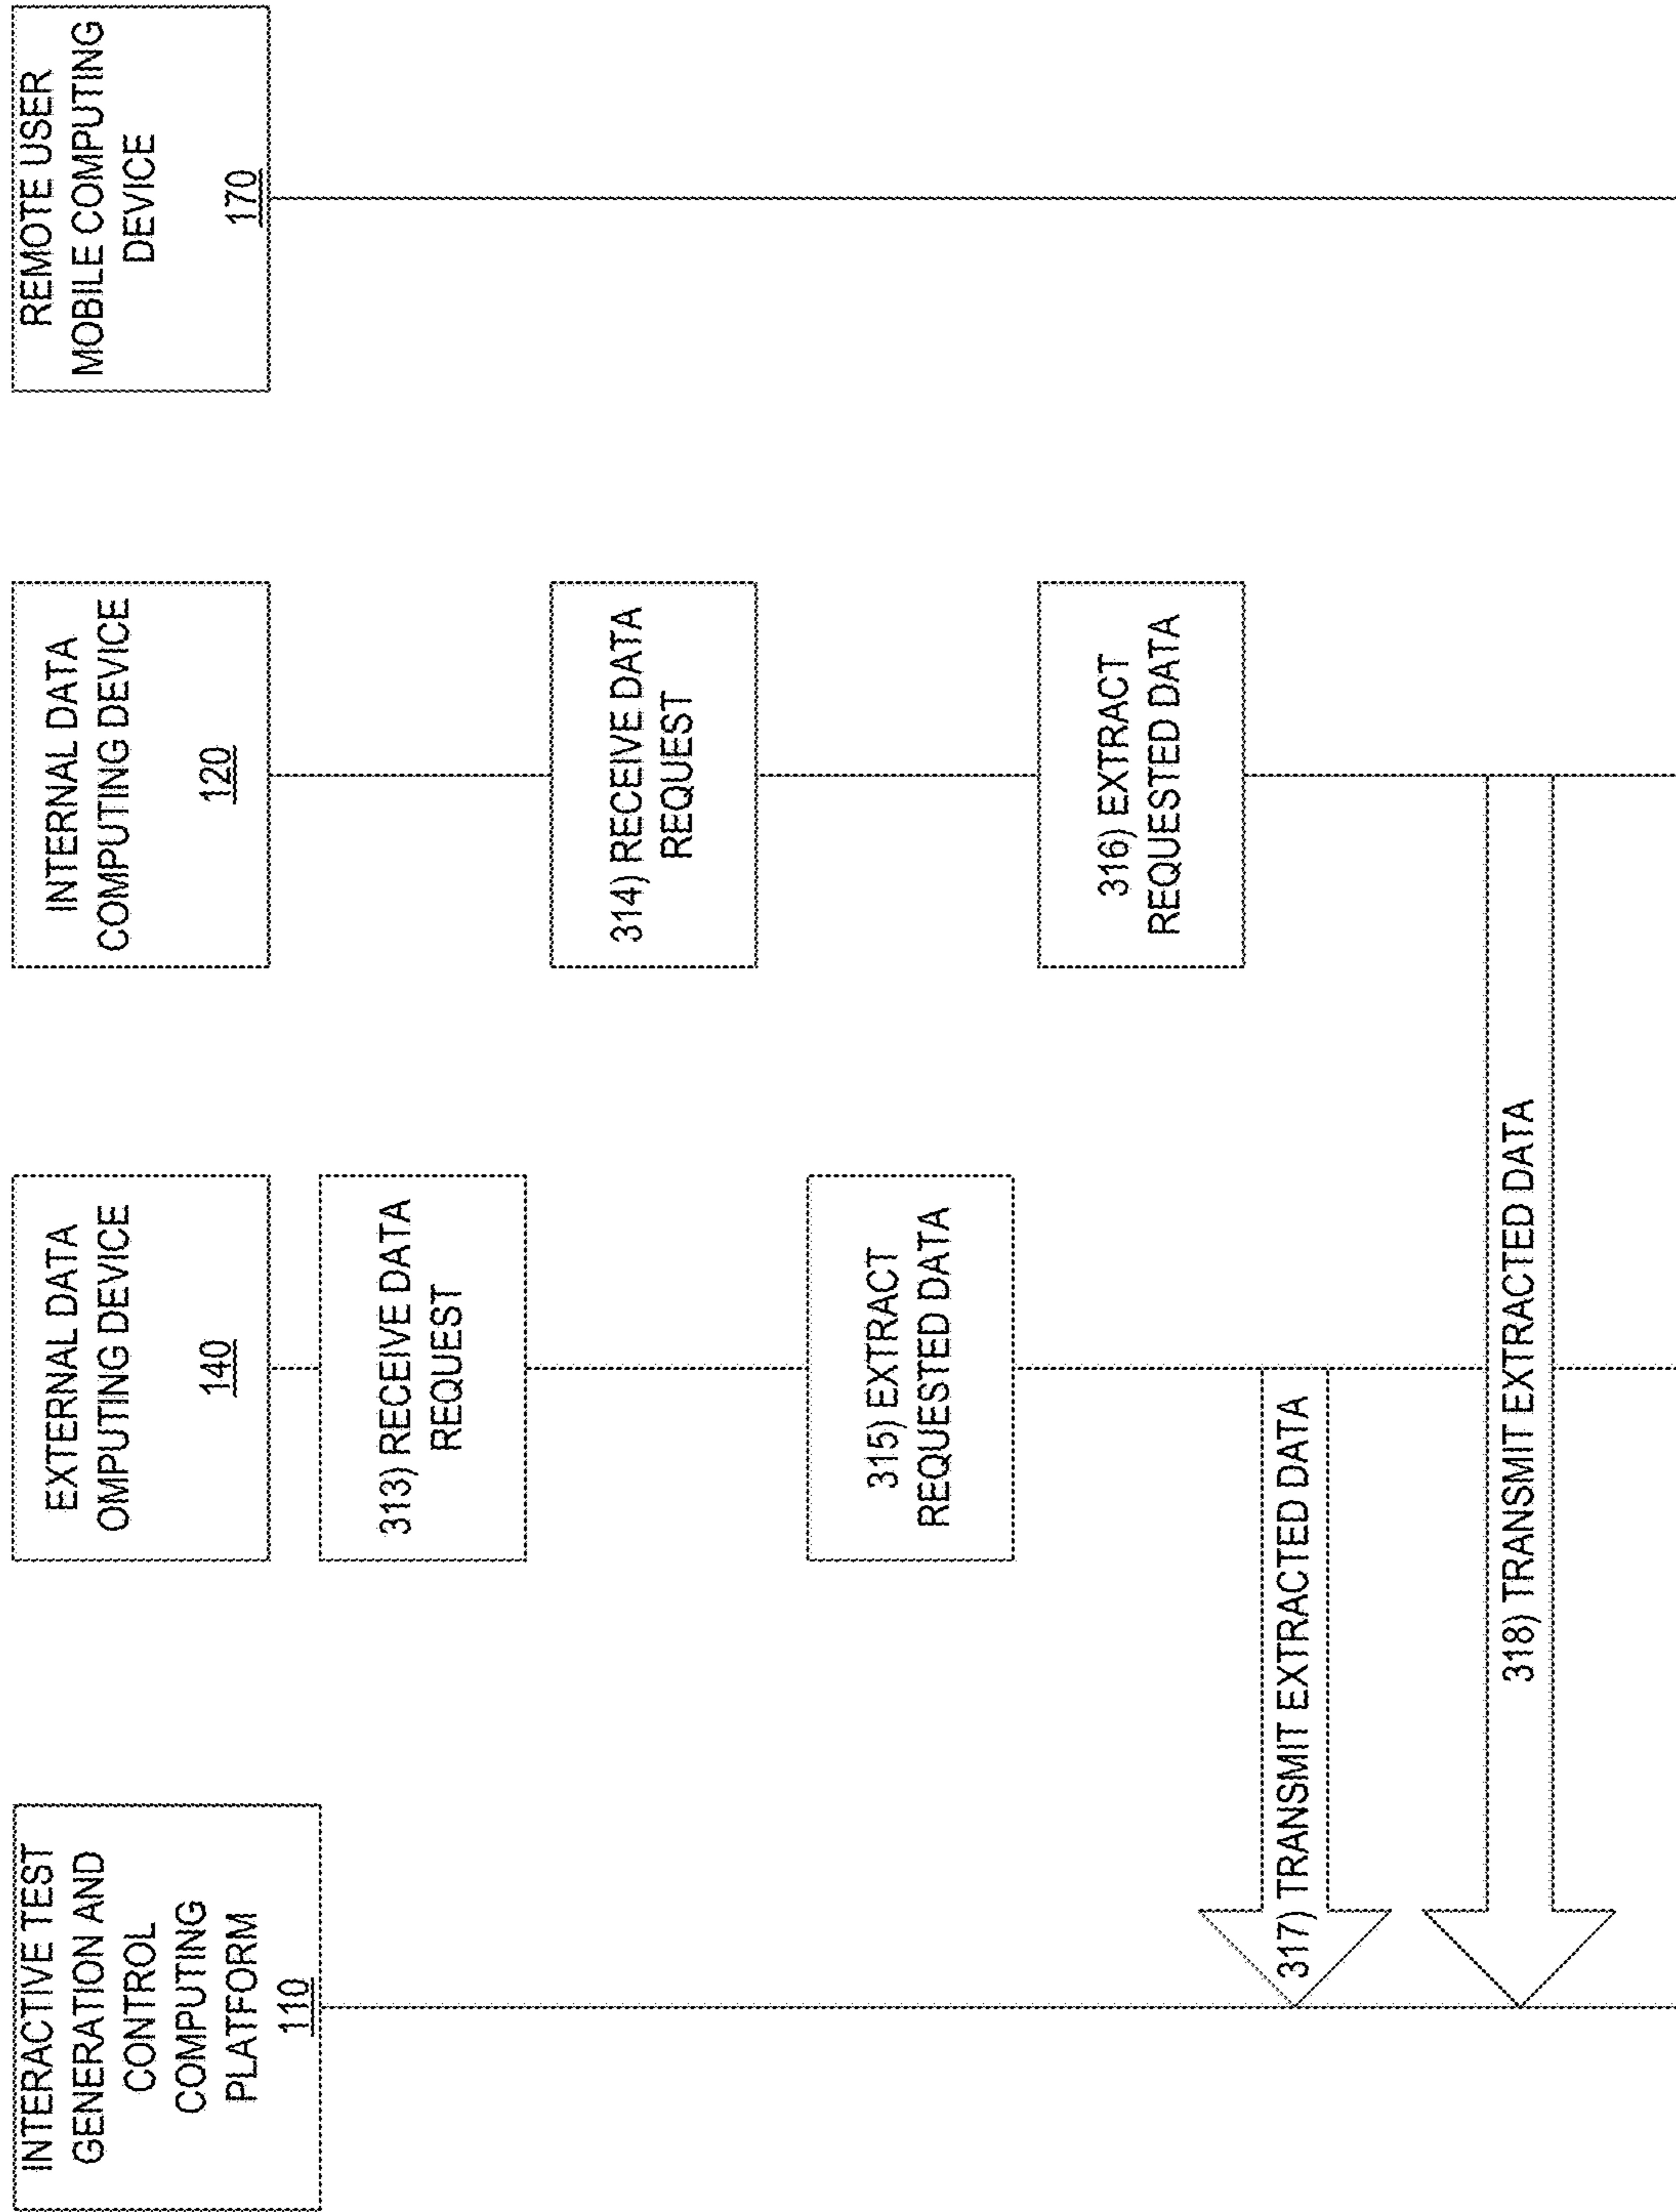 INTERACTIVE TEST
GENERATION AND
CONTROL
COMPUTING
PLATFORM
110
EXTERNAL DATA
OMPUTING DEVICE
140
INTERNAL DATA
COMPUTING DEVICE
120
REMOTE USER
MOBILE COMPUTING
DEVICE
170
313) RECEIVE DATA
REQUEST
314) RECEIVE DATA
REQUEST
315) EXTRACT
REQUESTED DATA
316) EXTRACT
REQUESTED DATA
317) TRANSMIT EXTRACTED DATA
318) TRANSMIT EXTRACTED DATA